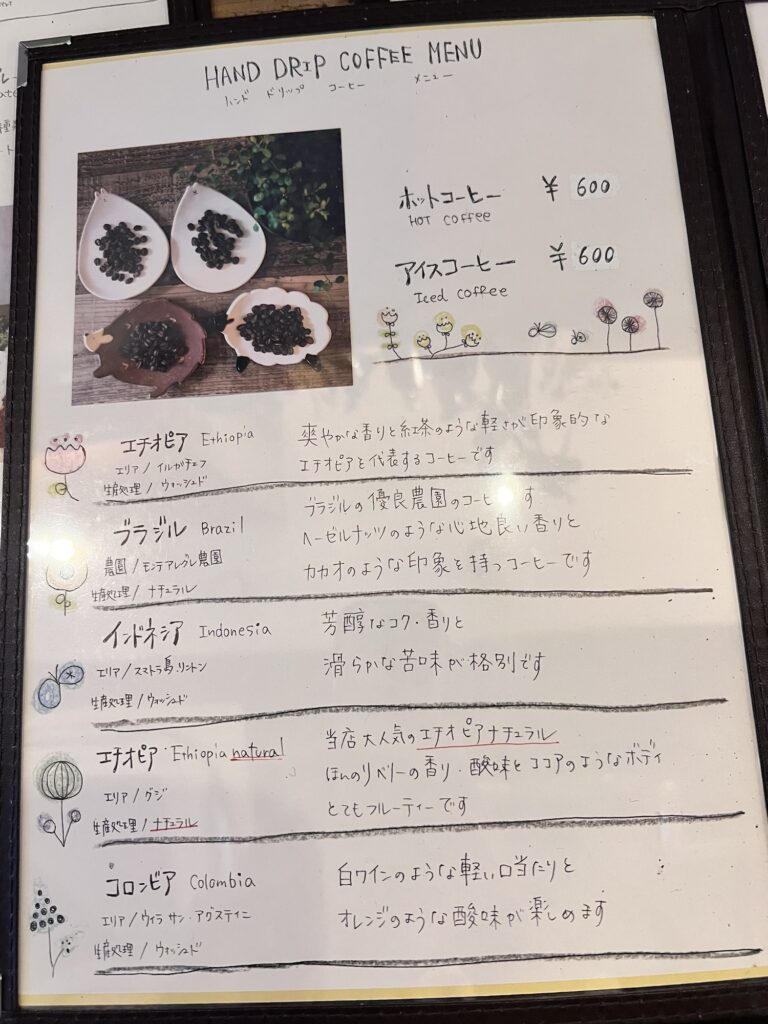 HAND DRIP COFFEE MENU
ハンド ドリップ コーヒー メニュー
ホットコーヒー ¥ 600
HOT coffee
アイスコーヒー ¥ 600
Iced coffee
エチオピア Ethiopia
エリア / イルガチェフ
生産処理 / ウォッシュド
爽やかな香りと紅茶のような軽さが印象的な
エチオピアを代表するコーヒーです
ブラジル Brazil
農園 / モンテアレグレ農園
生産処理 / ナチュラル
ブラジルの優良農園のコーヒーです
ヘーゼルナッツのような心地良い香りと
カカオのような印象を持つコーヒーです
インドネシア Indonesia
エリア / スマトラ島.リントン
生産処理 / ウォッシュド
芳醇なコク・香りと
滑らかな苦味が格別です
エチオピア・Ethiopia natural
エリア / グジ
生産処理 / ナチュラル
当店大人気のエチオピアナチュラル
ほんのりベリーの香り・酸味とココアのようなボディ
とてもフルーティーです
コロンビア Colombia
エリア / ウィラ サン・アグスティン
生産処理 / ウォッシュド
白ワインのような軽い口当たりと
オレンジのような酸味が楽しめます